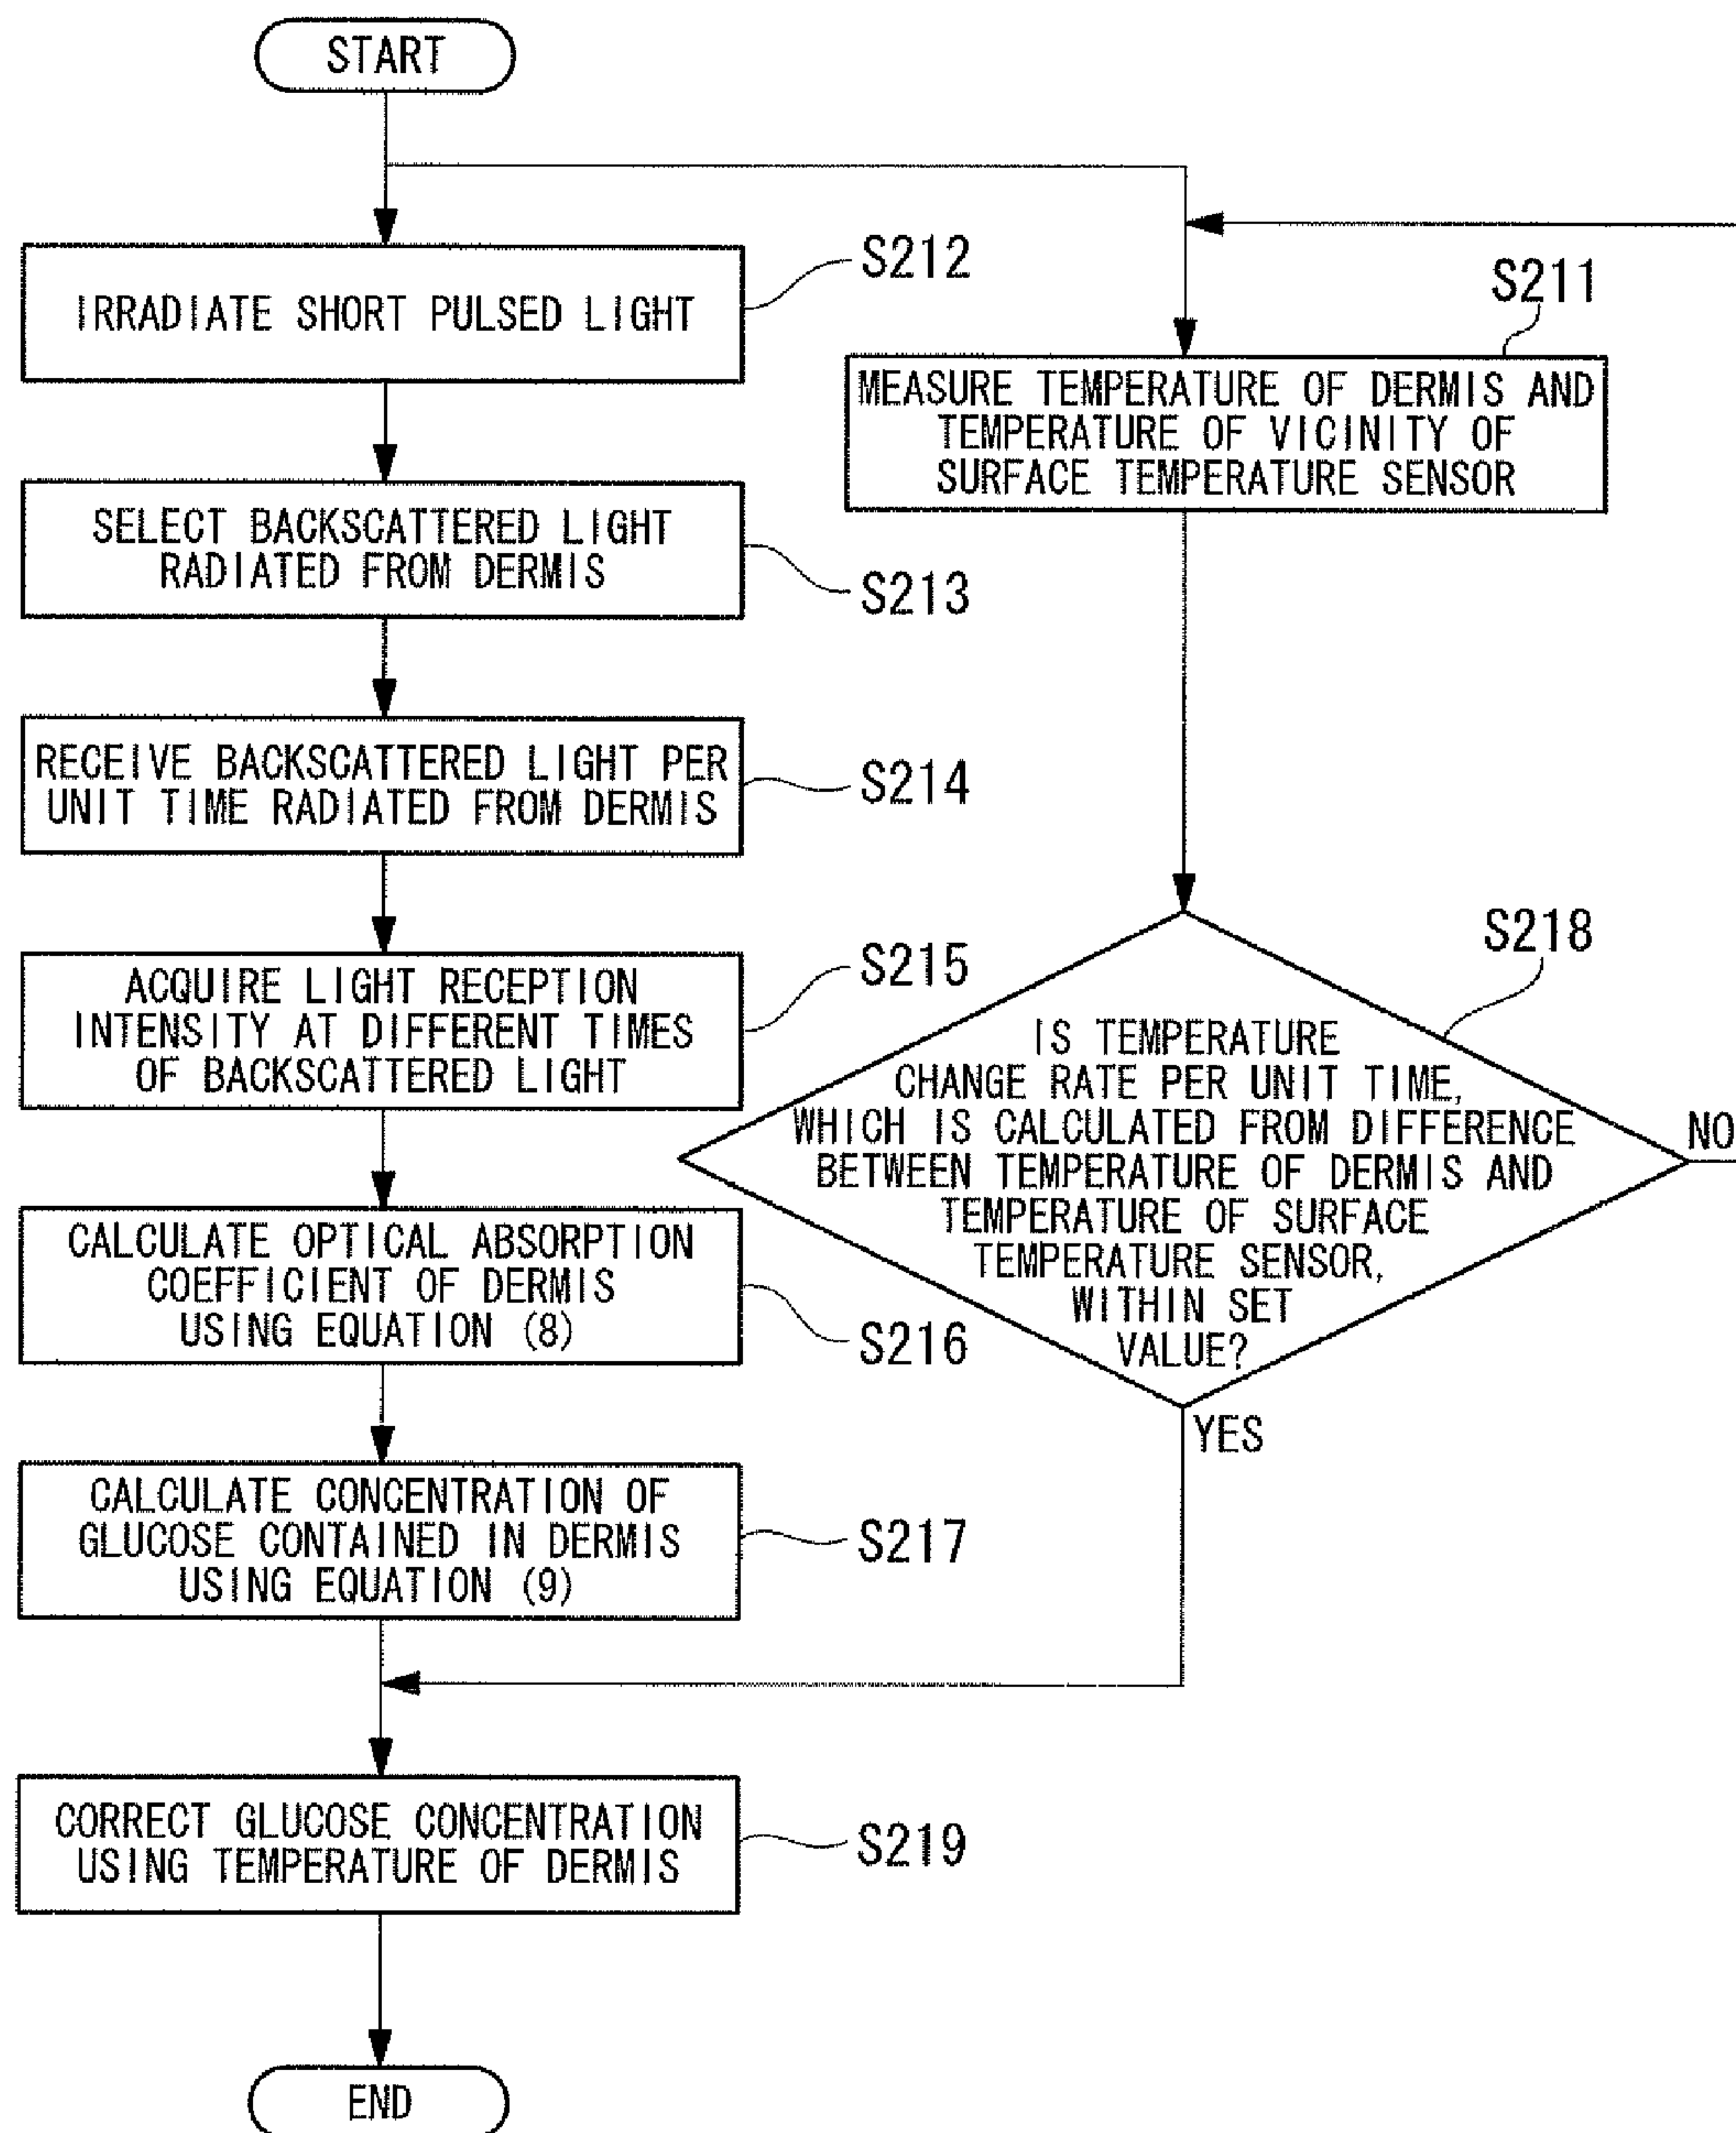 START
S212
IRRADIATE SHORT PULSED LIGHT
S211
MEASURE TEMPERATURE OF DERMIS AND
TEMPERATURE OF VICINITY OF
SURFACE TEMPERATURE SENSOR
SELECT BACKSCATTERED LIGHT
RADIATED FROM DERMIS
S213
RECEIVE BACKSCATTERED LIGHT PER
UNIT TIME RADIATED FROM DERMIS
S214
ACQUIRE LIGHT RECEPTION
INTENSITY AT DIFFERENT TIMES
OF BACKSCATTERED LIGHT
S215
S218
IS TEMPERATURE
CHANGE RATE PER UNIT TIME,
WHICH IS CALCULATED FROM DIFFERENCE
BETWEEN TEMPERATURE OF DERMIS AND
TEMPERATURE OF SURFACE
TEMPERATURE SENSOR,
WITHIN SET
VALUE?
NO
YES
CALCULATE OPTICAL ABSORPTION
COEFFICIENT OF DERMIS
USING EQUATION (8)
S216
CALCULATE CONCENTRATION OF
GLUCOSE CONTAINED IN DERMIS
USING EQUATION (9)
S217
CORRECT GLUCOSE CONCENTRATION
USING TEMPERATURE OF DERMIS
S219
END